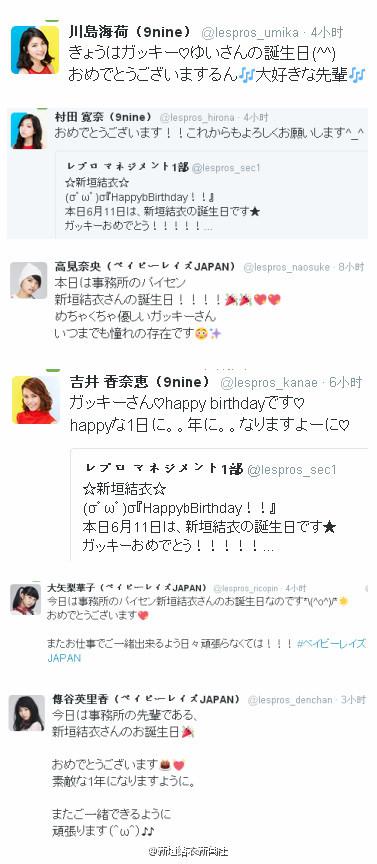 川島海荷（9nine） @lespros_umika · 4小时
きょうはガッキー♡ゆいさんの誕生日(^^)
おめでとうございまするん🎶大好きな先輩🎶
村田 寛奈（9nine） @lespros_hirona · 4小时
おめでとうございます！！これからもよろしくお願いします^_^
レプロ マネジメント1部 @lespros_sec1
☆新垣結衣☆
(σ´ω`)σ『HappybBirthday！！』
本日6月11日は、新垣結衣の誕生日です★
ガッキーおめでとう！！！！！…
高見奈央（ベイビーレイズJAPAN） @lespros_naosuke · 8小时
本日は事務所のパイセン
新垣結衣さんの誕生日！！！！🎉🎉❤️❤️
めちゃくちゃ優しいガッキーさん
いつまでも憧れの存在です😳✨
吉井 香奈恵（9nine） @lespros_kanae · 6小时
ガッキーさん♡happy birthdayです♡
happyな1日に。。年に。。なりますよーに♡
レプロ マネジメント1部 @lespros_sec1
☆新垣結衣☆
(σ´ω`)σ『HappybBirthday！！』
本日6月11日は、新垣結衣の誕生日です★
ガッキーおめでとう！！！！！…
大矢梨華子（ベイビーレイズJAPAN） @lespros_ricopin · 4小时
今日は事務所のパイセン新垣結衣さんのお誕生日なのです*\(^o^)/*☀️
おめでとうございます❤️
またお仕事でご一緒出来るよう日々頑張らなくては！！！ #ベイビーレイズ
JAPAN
傳谷英里香（ベイビーレイズJAPAN） @lespros_denchan · 3小时
今日は事務所の先輩である、
新垣結衣さんのお誕生日🎉
おめでとうございます🎂❤️
素敵な1年になりますように。
またご一緒できるように
頑張ります(^ω^)♪♪
@新垣結衣新闻社